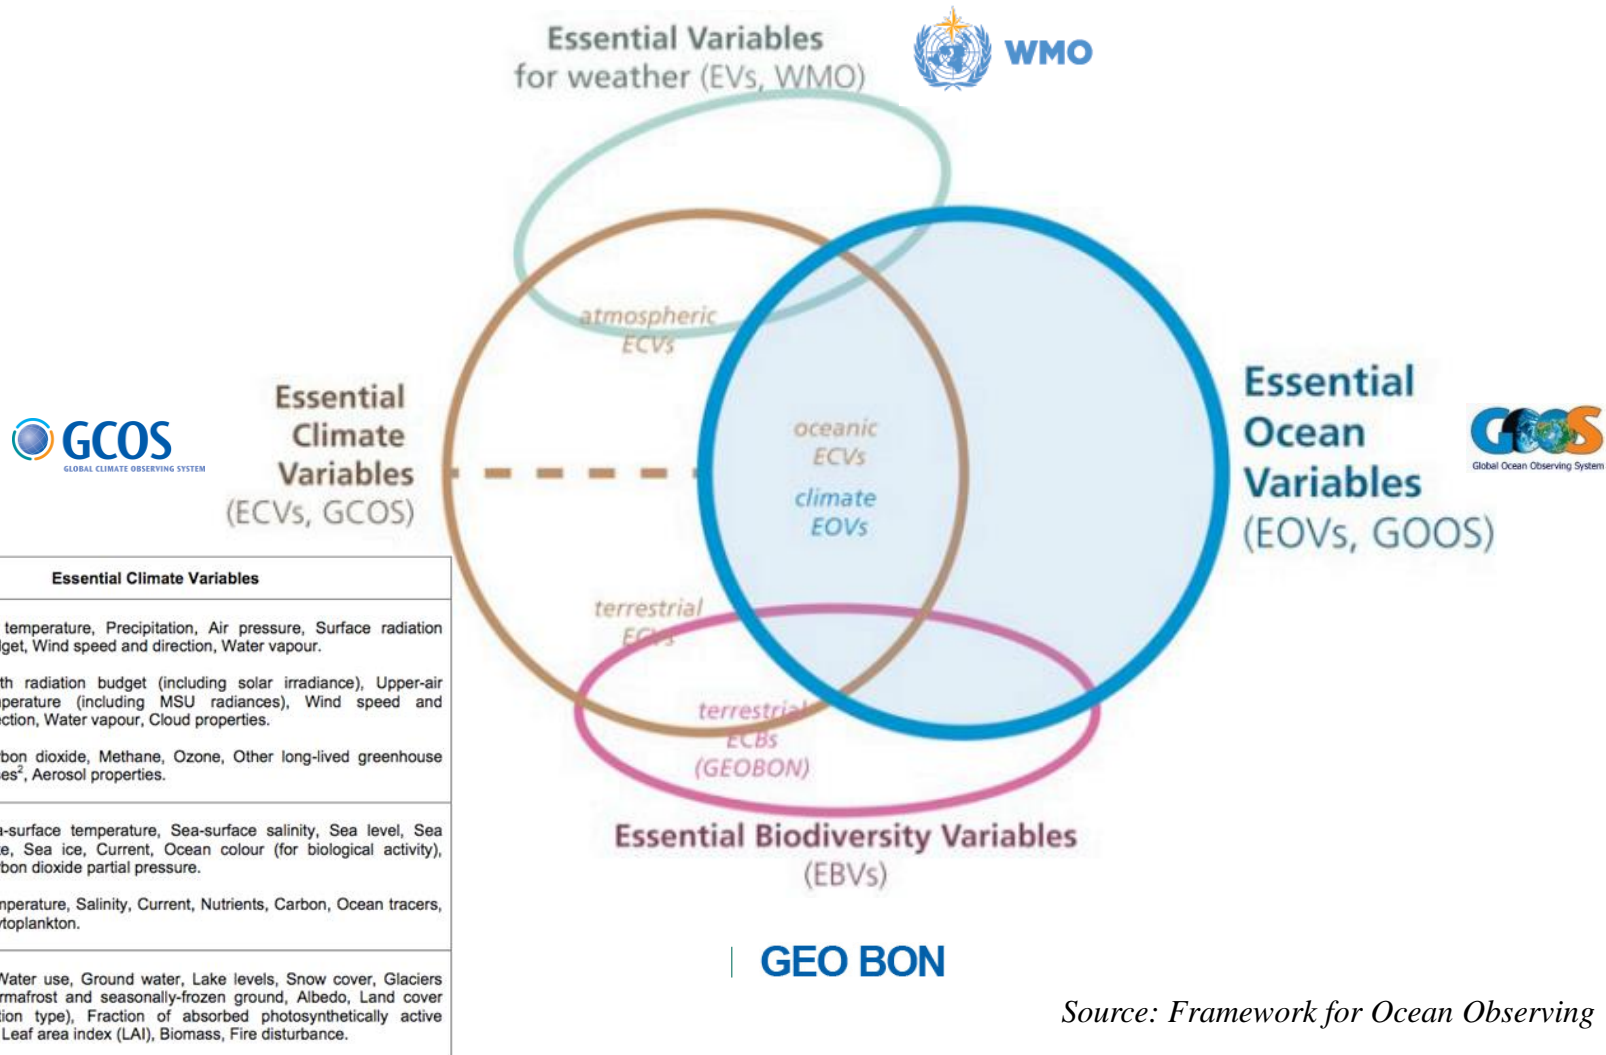 Essential Variables
for weather (EVs, WMO)
WMO
atmospheric
ECVs
Essential
Climate
Variables
(ECVs, GCOS)
GCOS
GLOBAL CLIMATE OBSERVING SYSTEM
oceanic
ECVs
climate
EOVs
Essential
Ocean
Variables
(EOVs, GOOS)
GOOS
Global Ocean Observing System
terrestrial
ECVs
terrestrial
ECBs
(GEOBON)
Essential Biodiversity Variables
(EBVs)
GEO BON
Source: Framework for Ocean Observing
Essential Climate Variables
temperature, Precipitation, Air pressure, Surface radiation
get, Wind speed and direction, Water vapour.
th radiation budget (including solar irradiance), Upper-air
perature (including MSU radiances), Wind speed and
ection, Water vapour, Cloud properties.
bon dioxide, Methane, Ozone, Other long-lived greenhouse
ses², Aerosol properties.
a-surface temperature, Sea-surface salinity, Sea level, Sea
e, Sea ice, Current, Ocean colour (for biological activity),
bon dioxide partial pressure.
mperature, Salinity, Current, Nutrients, Carbon, Ocean tracers,
ytoplankton.
Water use, Ground water, Lake levels, Snow cover, Glaciers
rmafrost and seasonally-frozen ground, Albedo, Land cover
tion type), Fraction of absorbed photosynthetically active
Leaf area index (LAI), Biomass, Fire disturbance.